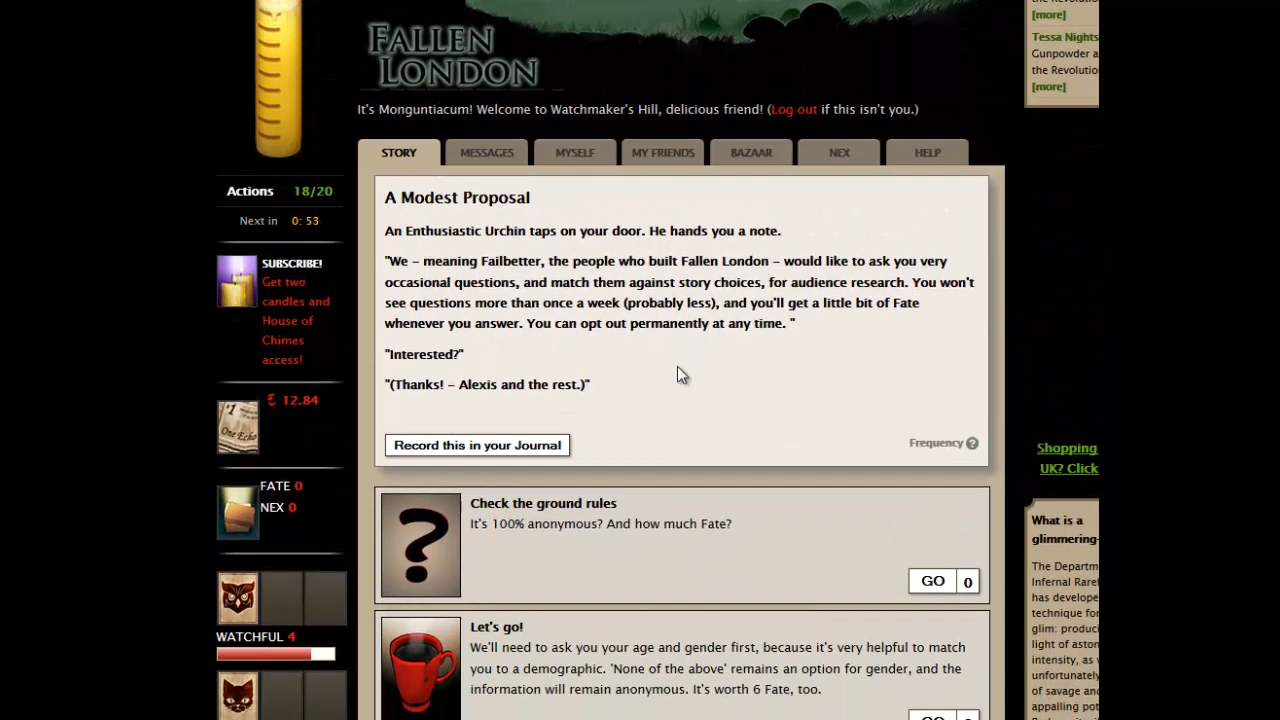 FALLEN
LONDON
It's Monguntiacum! Welcome to Watchmaker's Hill, delicious friend! (Log out if this isn't you.)
STORY
MESSAGES
MYSELF
MY FRIENDS
BAZAAR
NEX
HELP
Actions 18/20
Next in 0: 53
SUBSCRIBE!
Get two
candles and
House of
Chimes
access!
#1
One Echo
12.84
FATE 0
NEX 0
WATCHFUL 4
A Modest Proposal
An Enthusiastic Urchin taps on your door. He hands you a note.
"We – meaning Failbetter, the people who built Fallen London – would like to ask you very
occasional questions, and match them against story choices, for audience research. You won't
see questions more than once a week (probably less), and you'll get a little bit of Fate
whenever you answer. You can opt out permanently at any time. "
"Interested?"
"(Thanks! – Alexis and the rest.)"
Record this in your Journal
Frequency ?
Check the ground rules
It's 100% anonymous? And how much Fate?
GO 0
Let's go!
We'll need to ask you your age and gender first, because it's very helpful to match
you to a demographic. 'None of the above' remains an option for gender, and the
information will remain anonymous. It's worth 6 Fate, too.
GO
the Revolution
[more]
Tessa Nights
Gunpowder a
the Revolutio
[more]
Shopping
UK? Click
What is a
glimmering-
The Departm
Infernal Raref
has develope
technique for
glim: produci
light of aston
intensity, as v
unfortunately
of savage and
appalling pot